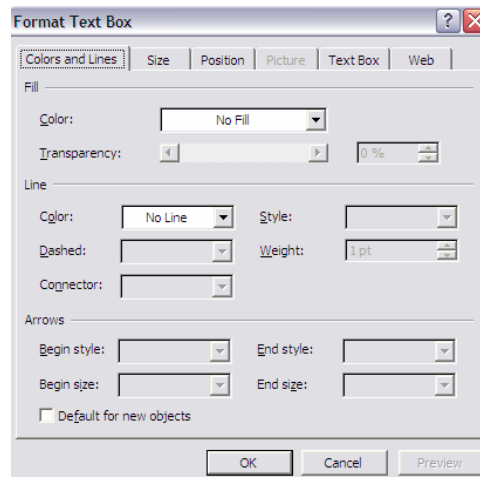 Format Text Box
Colors and Lines Size Position Picture Text Box Web
Fill
Color: No Fill
Transparency: 0 %
Line
Color: No Line Style:
Dashed: Weight: 1 pt
Connector:
Arrows
Begin style: End style:
Begin size: End size:
Default for new objects
OK Cancel Preview